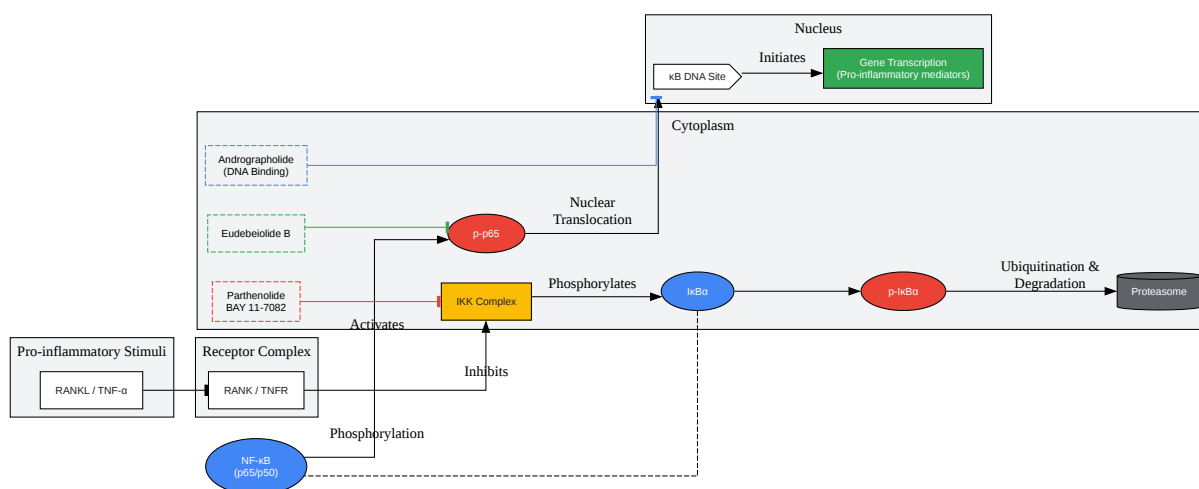 Nucleus
κB DNA Site
Initiates
Gene Transcription
(Pro-inflammatory mediators)
Cytoplasm
Andrographolide
(DNA Binding)
Eudebeiolide B
p-p65
Nuclear
Translocation
Parthenolide
BAY 11-7082
IKK Complex
Phosphorylates
IκBα
p-IκBα
Ubiquitination &
Degradation
Proteasome
Activates
Pro-inflammatory Stimuli
RANKL / TNF-α
Receptor Complex
RANK / TNFR
Inhibits
Phosphorylation
NF-κB
(p65/p50)